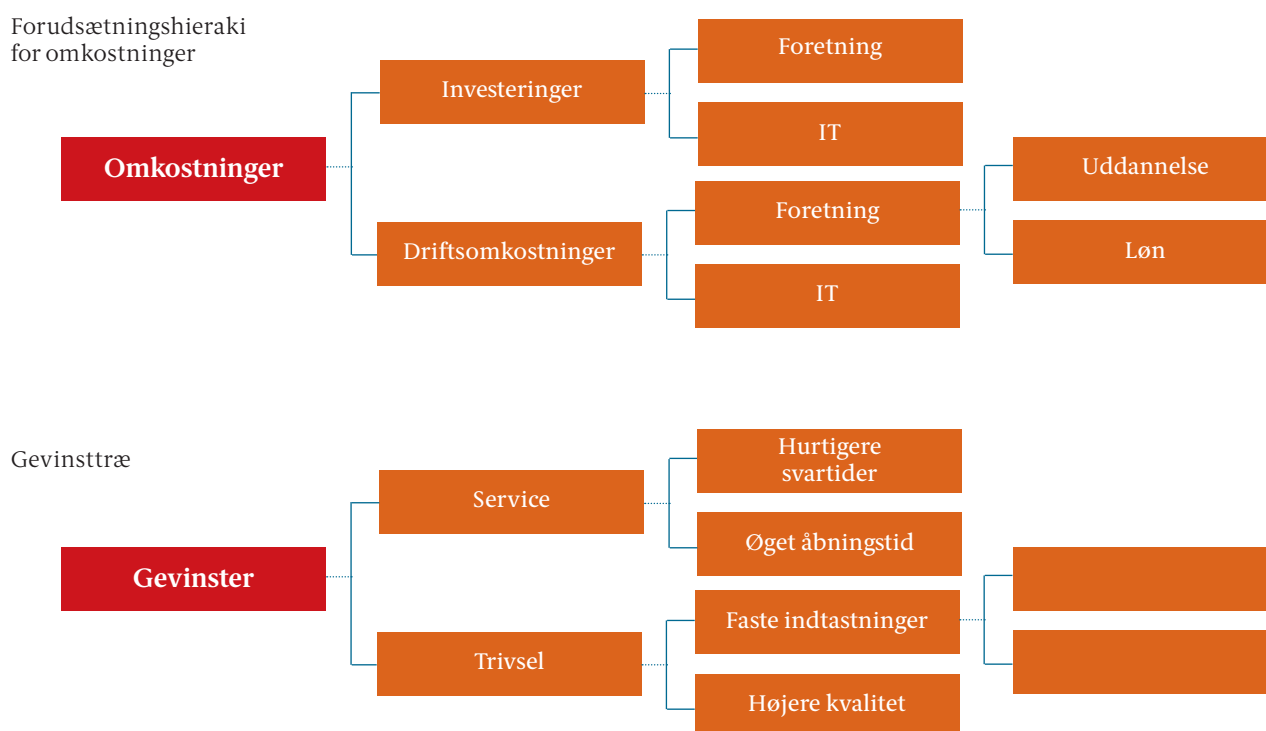 Forudsætningshieraki
for omkostninger
Omkostninger
Investeringer
Foretning
IT
Driftsomkostninger
Foretning
IT
Uddannelse
Løn
Gevinsttræ
Gevinster
Service
Hurtigere
svartider
Øget åbningstid
Trivsel
Faste indtastninger
Højere kvalitet